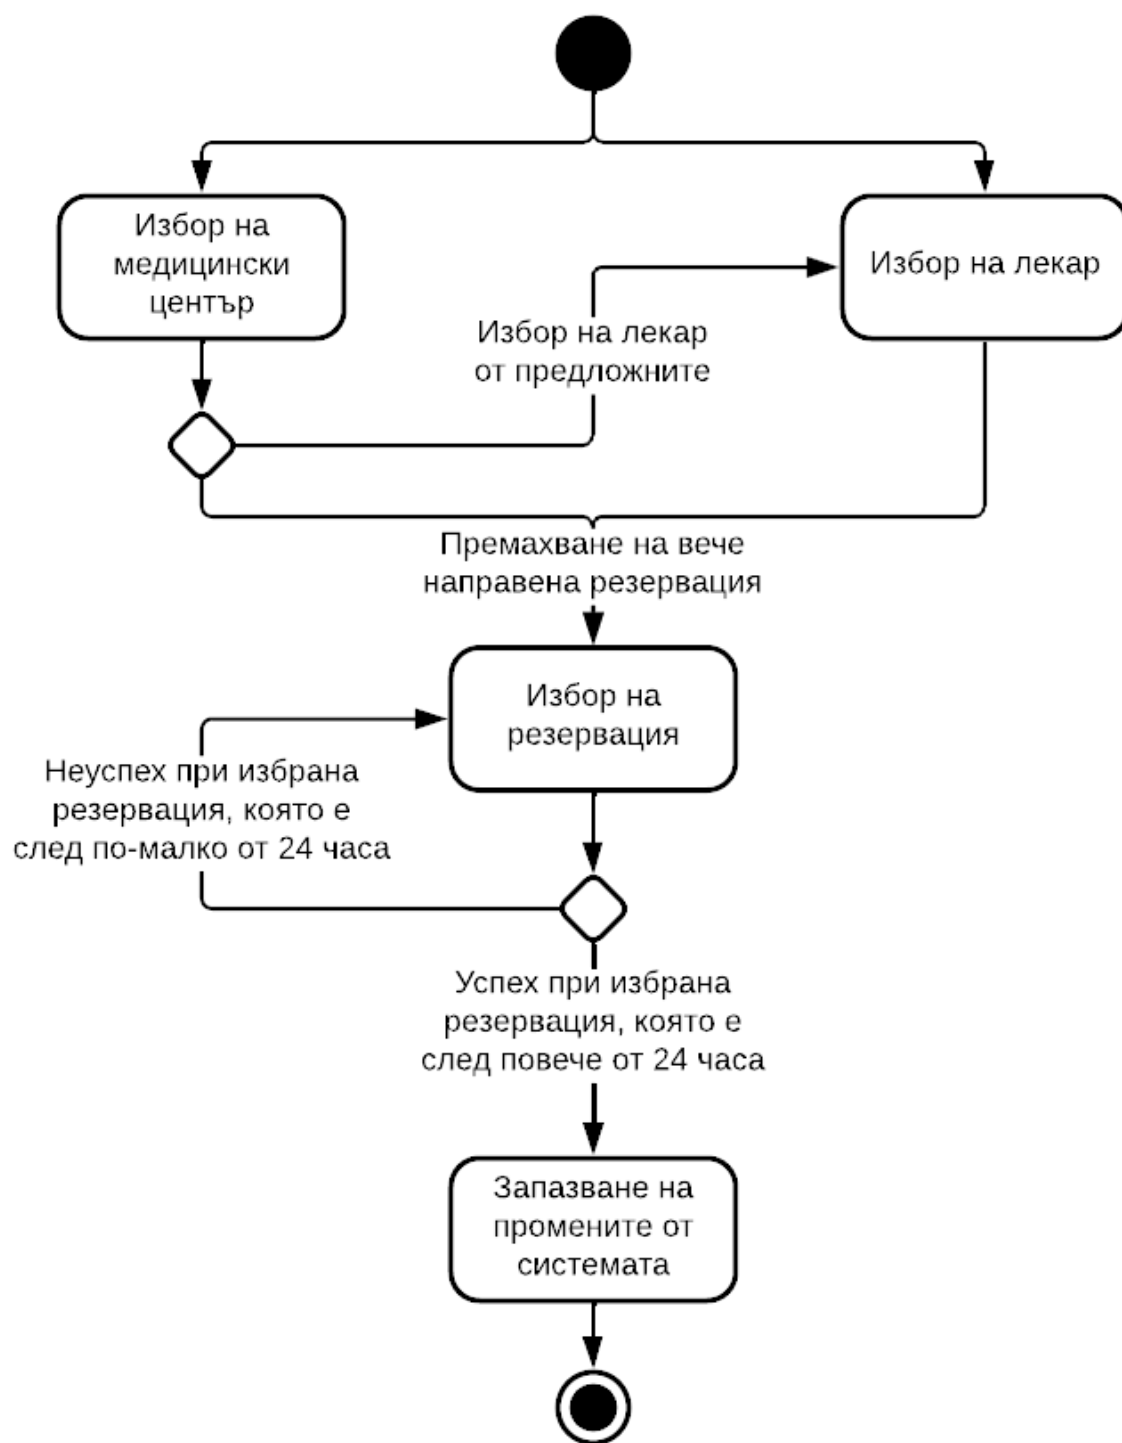 Избор на
медицински
център
Избор на лекар
Избор на лекар
от предложните
Премахване на вече
направена резервация
Избор на
резервация
Неуспех при избрана
резервация, която е
след по-малко от 24 часа
Успех при избрана
резервация, която е
след повече от 24 часа
Запазване на
промените от
системата